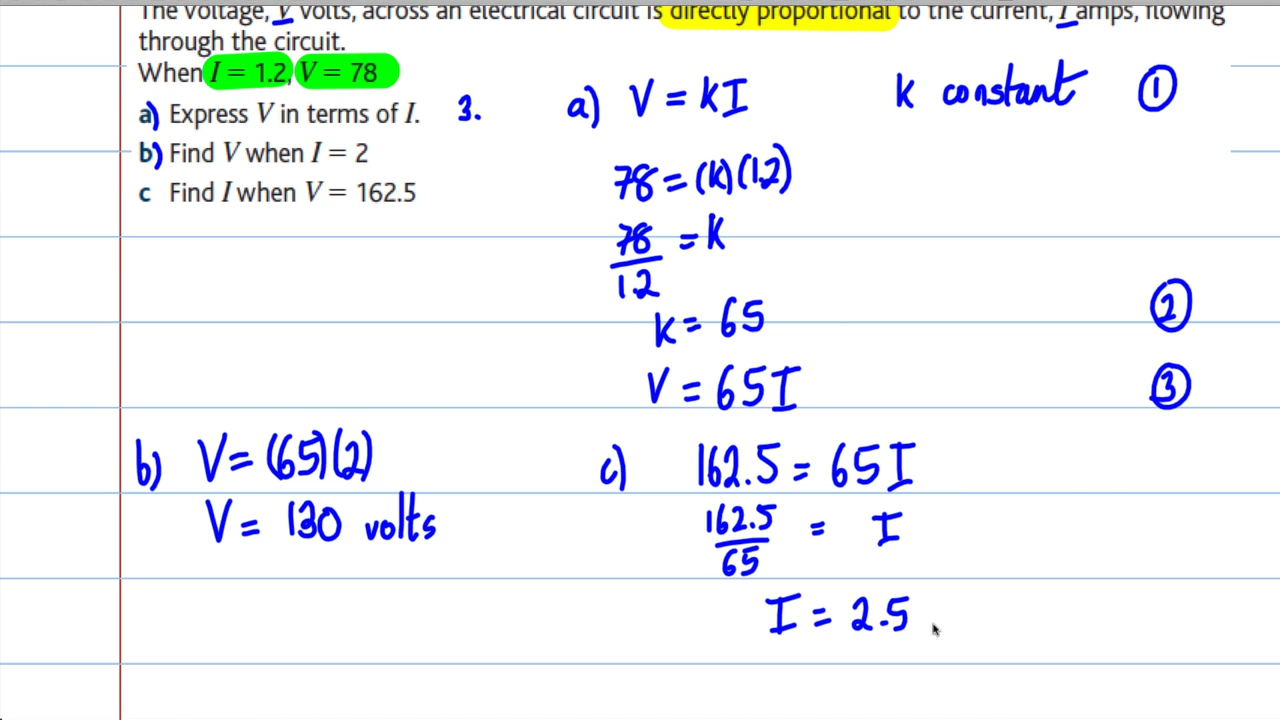 The voltage, V volts, across an electrical circuit is directly proportional to the current, I amps, flowing
through the circuit.
When I = 1.2, V = 78
a) Express V in terms of I.
b) Find V when I = 2
c Find I when V = 162.5
3.
a) V = kI k constant ①
78 = (k)(1.2)
78/1.2 = k
k = 65 ②
V = 65I ③
b) V = (65)(2)
V = 130 volts
c) 162.5 = 65I
162.5/65 = I
I = 2.5